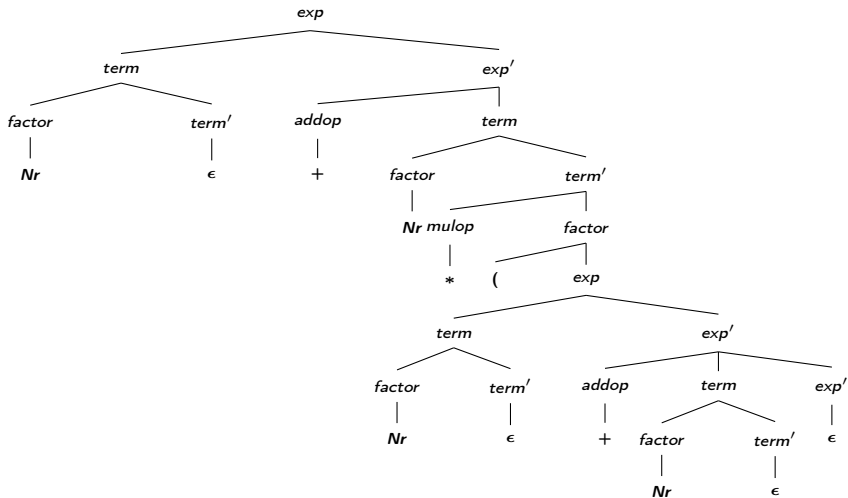 exp
term exp′
factor term′ addop term
Nr ϵ + factor term′
Nr mulop factor
* ( exp
term exp′
factor term′ addop term exp′
Nr ϵ + factor term′ ϵ
Nr ϵ